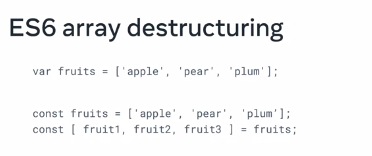 ES6 array destructuring
var fruits = ['apple', 'pear', 'plum'];
const fruits = ['apple', 'pear', 'plum'];
const [ fruit1, fruit2, fruit3 ] = fruits;